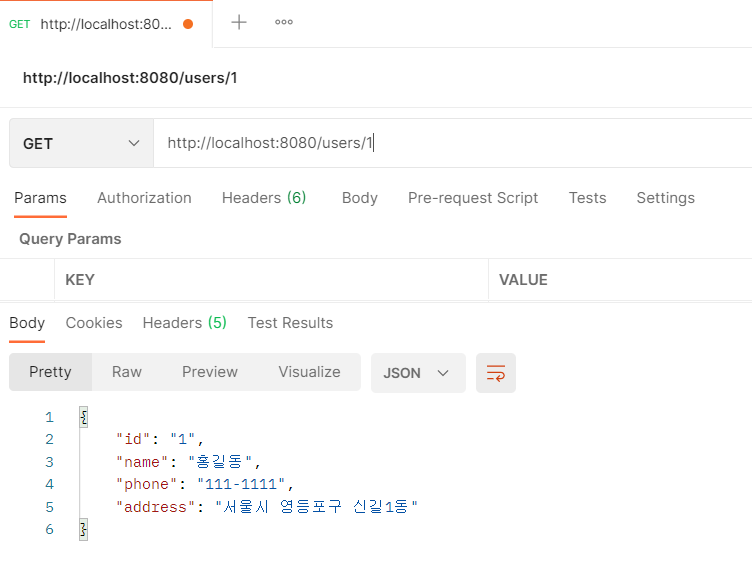 GET http://localhost:80...
http://localhost:8080/users/1
GET http://localhost:8080/users/1
Params Authorization Headers (6) Body Pre-request Script Tests Settings
Query Params
KEY VALUE
Body Cookies Headers (5) Test Results
Pretty Raw Preview Visualize JSON
1 {
2 "id": "1",
3 "name": "홍길동",
4 "phone": "111-1111",
5 "address": "서울시 영등포구 신길1동"
6 }